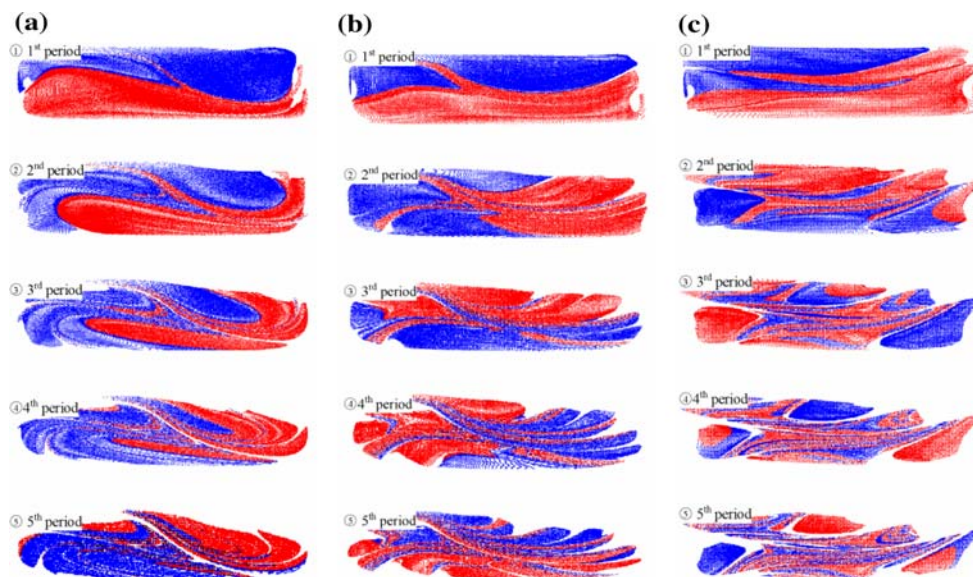 (a)
① 1st period
② 2nd period
③ 3rd period
④4th period
⑤ 5th period
(b)
① 1st period
② 2nd period
③ 3rd period
④4th period
⑤ 5th period
(c)
① 1st period
② 2nd period
③ 3rd period
④4th period
⑤ 5th period